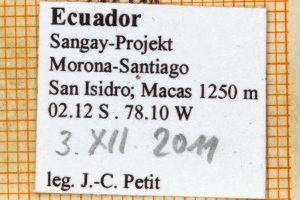 Ecuador
Sangay-Projekt
Morona-Santiago
San Isidro; Macas 1250 m
02.12 S . 78.10 W
3. XII 2011
leg. J.-C. Petit